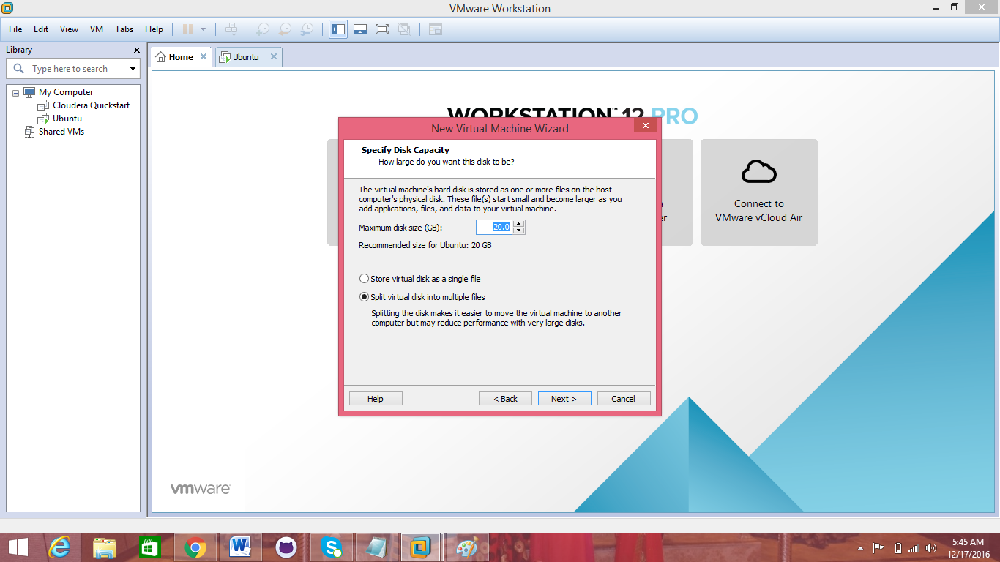 VMware Workstation
File Edit View VM Tabs Help
Library
Home
Ubuntu
Type here to search
My Computer
Cloudera Quickstart
Ubuntu
Shared VMs
WORKSTATION™ 12 PRO
New Virtual Machine Wizard
Specify Disk Capacity
How large do you want this disk to be?
The virtual machine's hard disk is stored as one or more files on the host
computer's physical disk. These file(s) start small and become larger as you
add applications, files, and data to your virtual machine.
Maximum disk size (GB): 20.0
Recommended size for Ubuntu: 20 GB
Store virtual disk as a single file
Split virtual disk into multiple files
Splitting the disk makes it easier to move the virtual machine to another
computer but may reduce performance with very large disks.
Help < Back Next > Cancel
Connect to
VMware vCloud Air
vmware
5:45 AM
12/17/2016